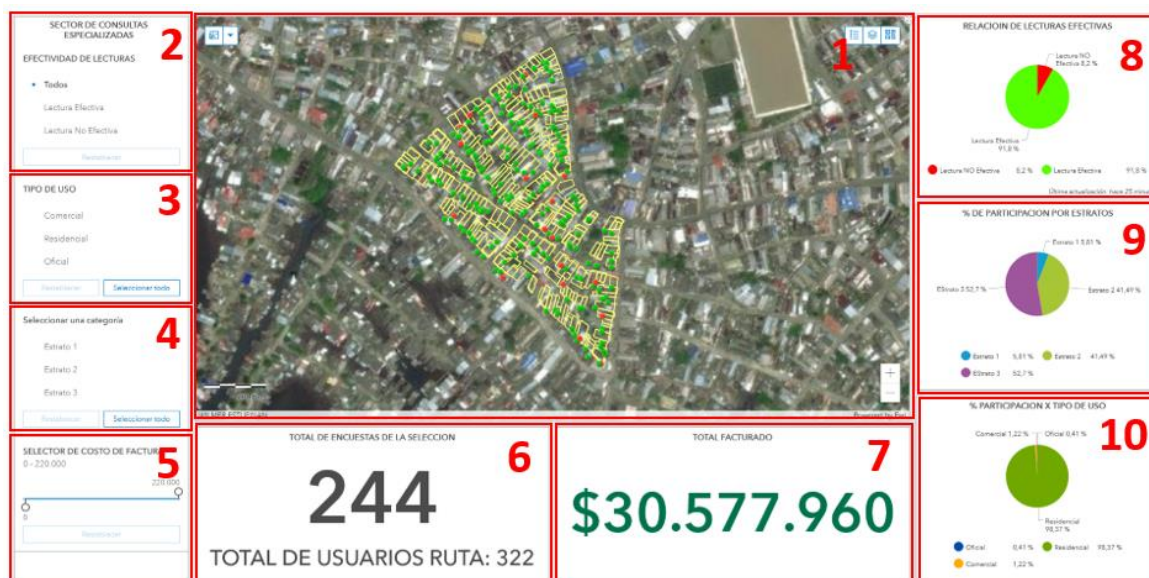 SECTOR DE CONSULTAS
ESPECIALIZADAS
2
EFECTIVIDAD DE LECTURAS
Todos
Lectura Efectiva
Lectura No Efectiva
Restablecer
TIPO DE USO
3
Comercial
Residencial
Oficial
Restablecer
Seleccionar todo
Seleccionar una categoría
4
Estrato 1
Estrato 2
Estrato 3
Restablecer
Seleccionar todo
SELECTOR DE COSTO DE FACTURA
5
0 - 220.000
220.000
0
Restablecer
1
Powered by Esri
TOTAL DE ENCUESTAS DE LA SELECCION
6
244
TOTAL DE USUARIOS RUTA: 322
TOTAL FACTURADO
7
$30.577.960
RELACIOIN DE LECTURAS EFECTIVAS
8
Lectura NO
Efectiva 8,2 %
Lectura Efectiva
91,8 %
Lectura NO Efectiva 8,2 % Lectura Efectiva 91,8 %
Última actualización: hace 25 minu
% DE PARTICIPACION POR ESTRATOS
9
Estrato 1 5,81 %
EStrato 3 52,7 %
Estrato 2 41,49 %
Estrato 1 5,81 % Estrato 2 41,49 %
EStrato 3 52,7 %
% PARTICIPACION X TIPO DE USO
10
Comercial 1,22 % Oficial 0,41 %
Residencial
98,37 %
Oficial 0,41 % Residencial 98,37 %
Comercial 1,22 %